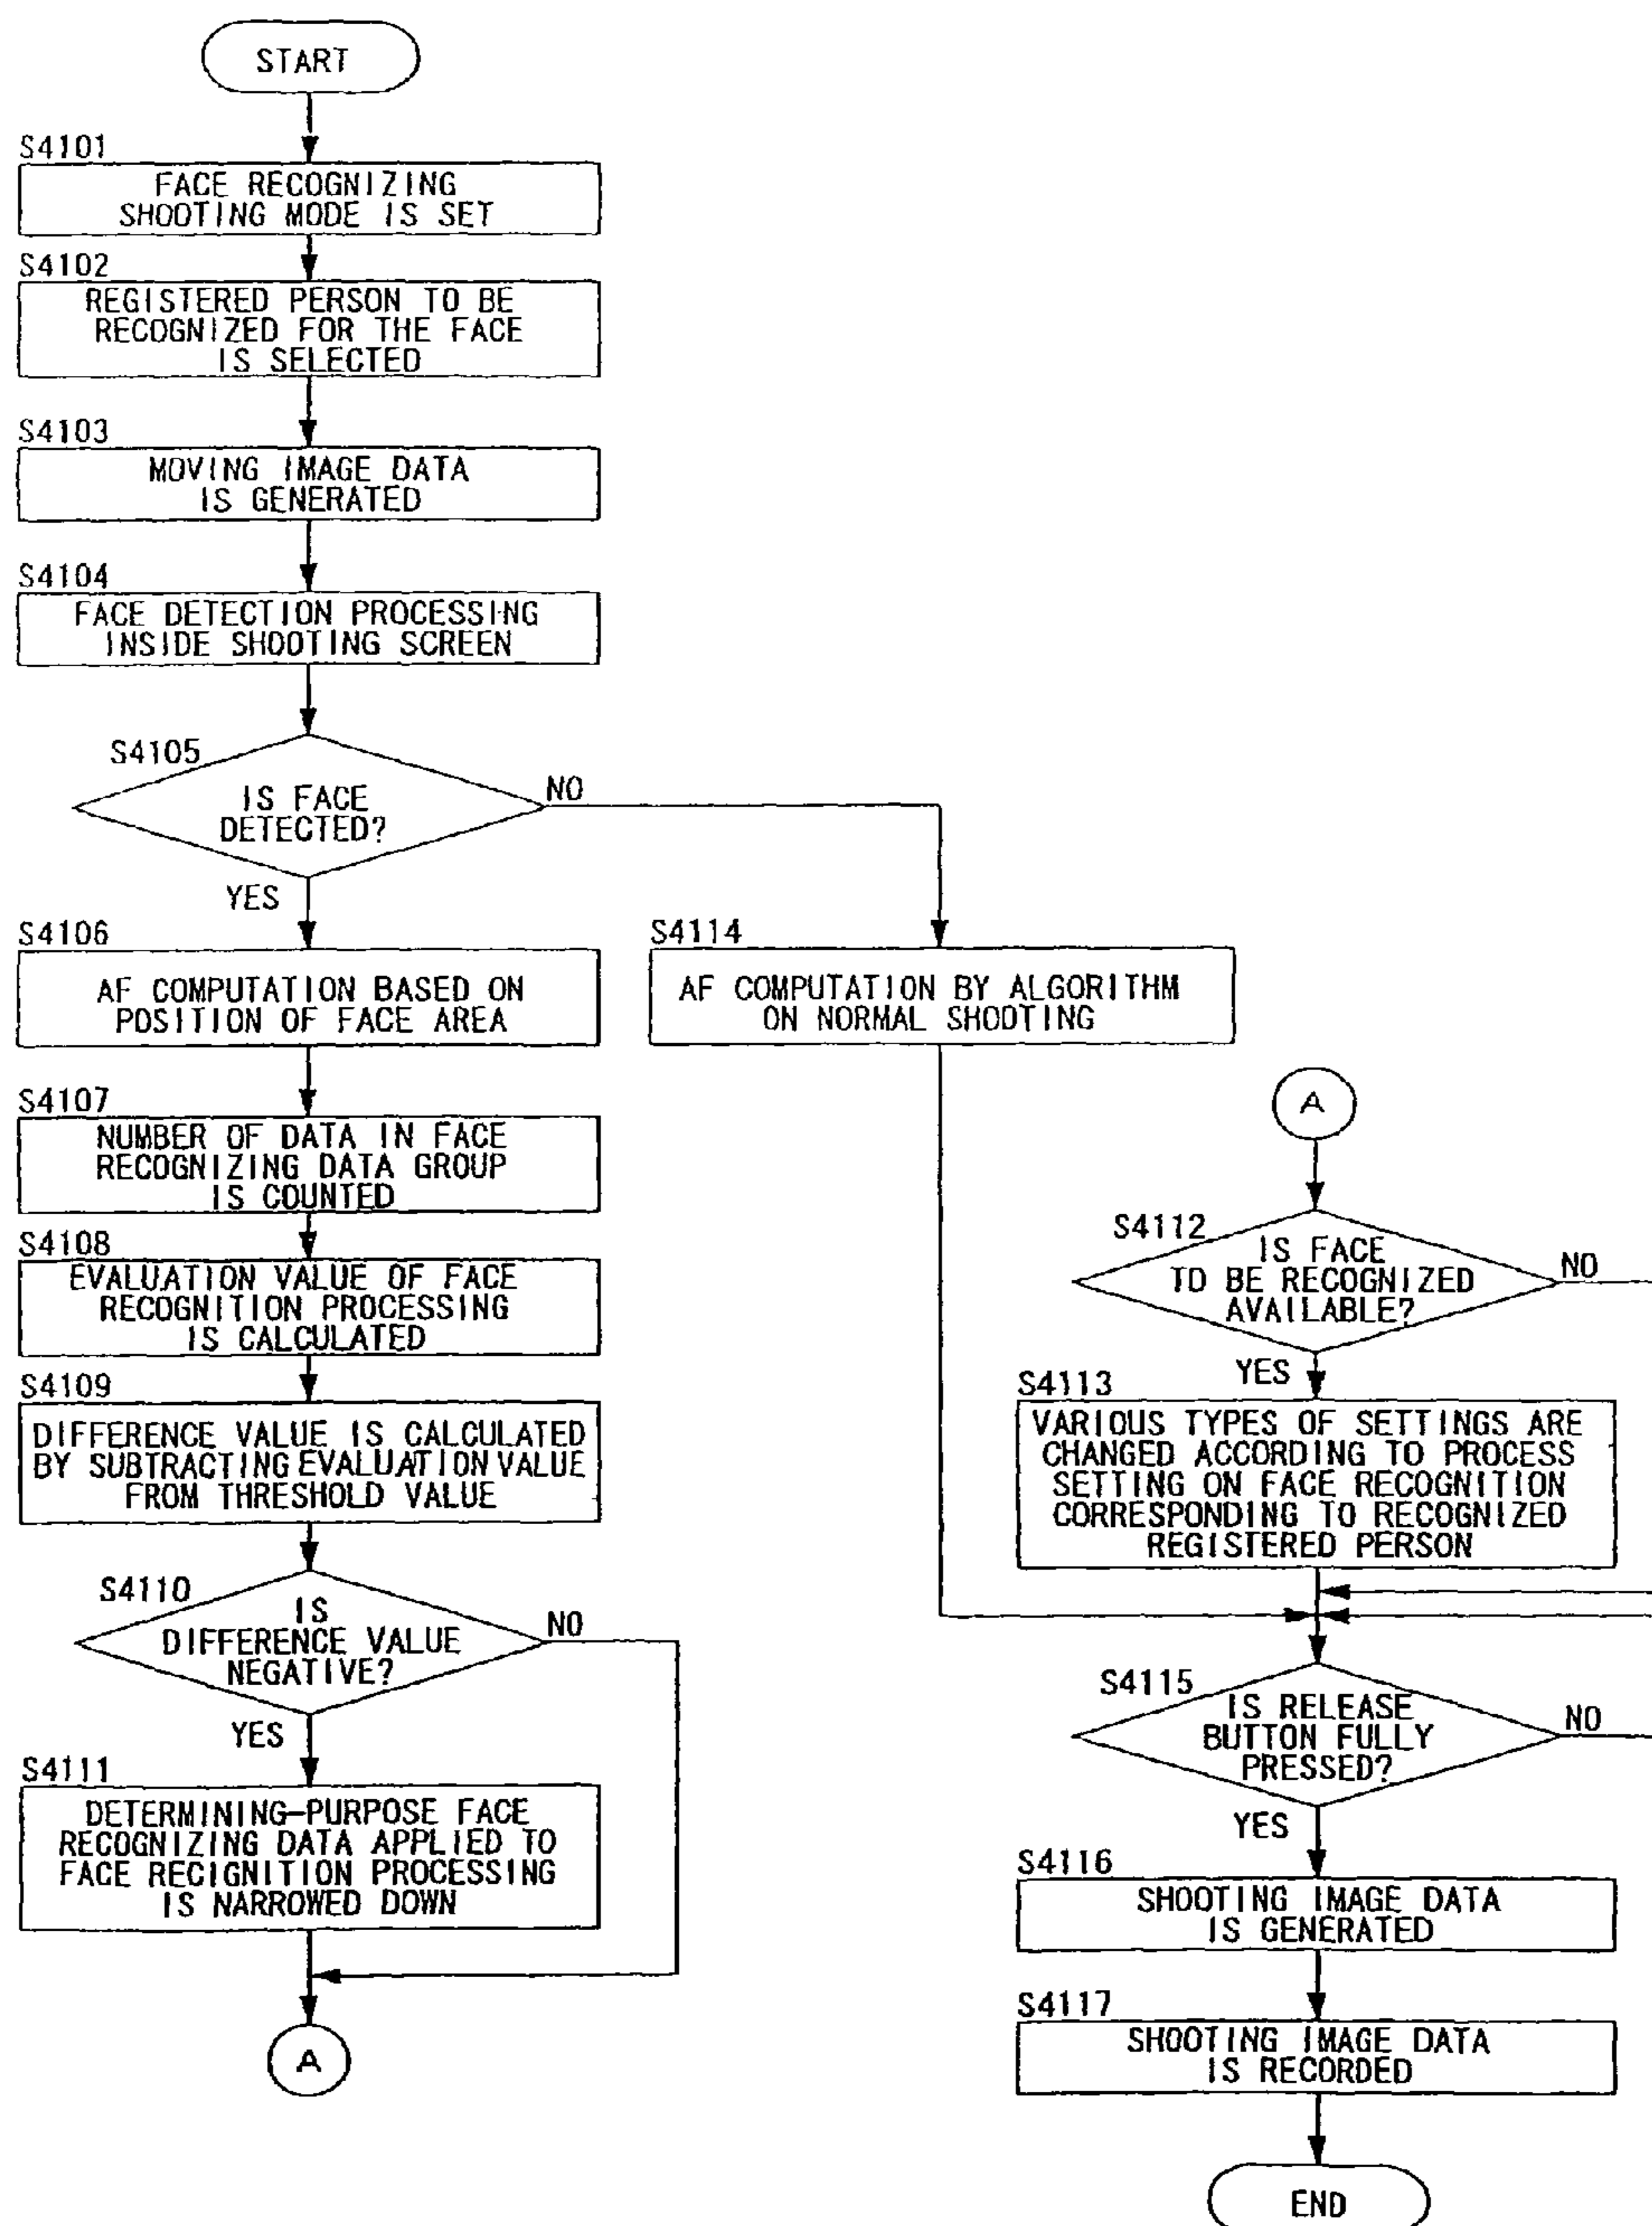 START
S4101
FACE RECOGNIZING
SHOOTING MODE IS SET
S4102
REGISTERED PERSON TO BE
RECOGNIZED FOR THE FACE
IS SELECTED
S4103
MOVING IMAGE DATA
IS GENERATED
S4104
FACE DETECTION PROCESSING
INSIDE SHOOTING SCREEN
S4105
IS FACE
DETECTED?
NO
YES
S4106
AF COMPUTATION BASED ON
POSITION OF FACE AREA
S4107
NUMBER OF DATA IN FACE
RECOGNIZING DATA GROUP
IS COUNTED
S4108
EVALUATION VALUE OF FACE
RECOGNITION PROCESSING
IS CALCULATED
S4109
DIFFERENCE VALUE IS CALCULATED
BY SUBTRACTING EVALUATION VALUE
FROM THRESHOLD VALUE
S4110
IS
DIFFERENCE VALUE
NEGATIVE?
NO
YES
S4111
DETERMINING-PURPOSE FACE
RECOGNIZING DATA APPLIED TO
FACE RECIGNITION PROCESSING
IS NARROWED DOWN
A
S4114
AF COMPUTATION BY ALGORITHM
ON NORMAL SHOOTING
A
S4112
IS FACE
TO BE RECOGNIZED
AVAILABLE?
NO
YES
S4113
VARIOUS TYPES OF SETTINGS ARE
CHANGED ACCORDING TO PROCESS
SETTING ON FACE RECOGNITION
CORRESPONDING TO RECOGNIZED
REGISTERED PERSON
S4115
IS RELEASE
BUTTON FULLY
PRESSED?
NO
YES
S4116
SHOOTING IMAGE DATA
IS GENERATED
S4117
SHOOTING IMAGE DATA
IS RECORDED
END